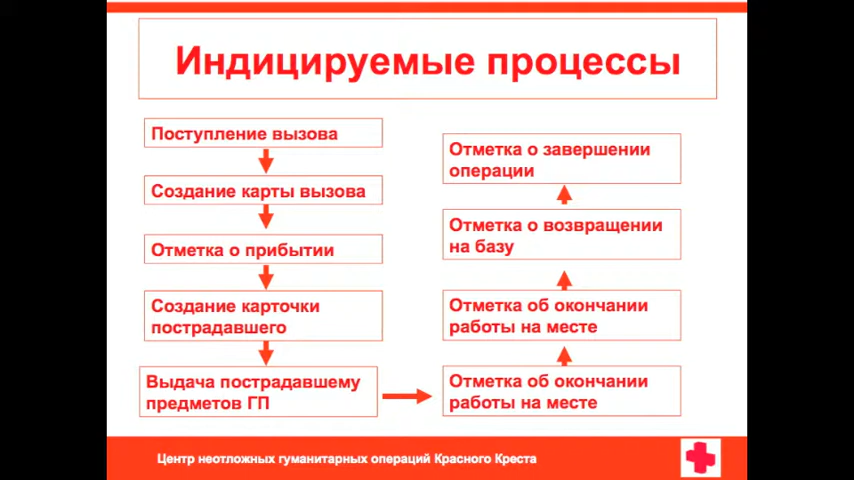 Индицируемые процессы
Поступление вызова
Создание карты вызова
Отметка о прибытии
Создание карточки
пострадавшего
Выдача пострадавшему
предметов ГП
Отметка об окончании
работы на месте
Отметка об окончании
работы на месте
Отметка о возвращении
на базу
Отметка о завершении
операции
Центр неотложных гуманитарных операций Красного Креста